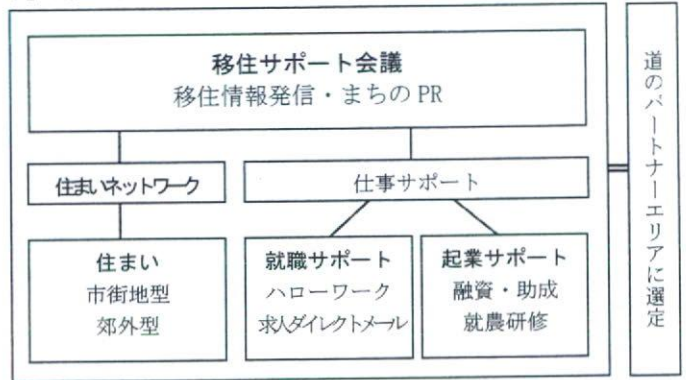 移住サポート会議
移住情報発信・まちのPR
住まいネットワーク
仕事サポート
住まい
市街地型
郊外型
就職サポート
ハローワーク
求人ダイレクトメール
起業サポート
融資・助成
就農研修
道のパートナーエリアに選定